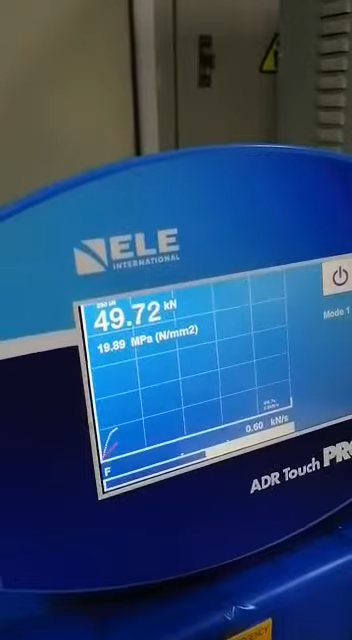 ELE
INTERNATIONAL
49.72 kN
19.89 MPa (N/mm2)
Mode 1
0.60 kN/s
F
ADR Touch PRO